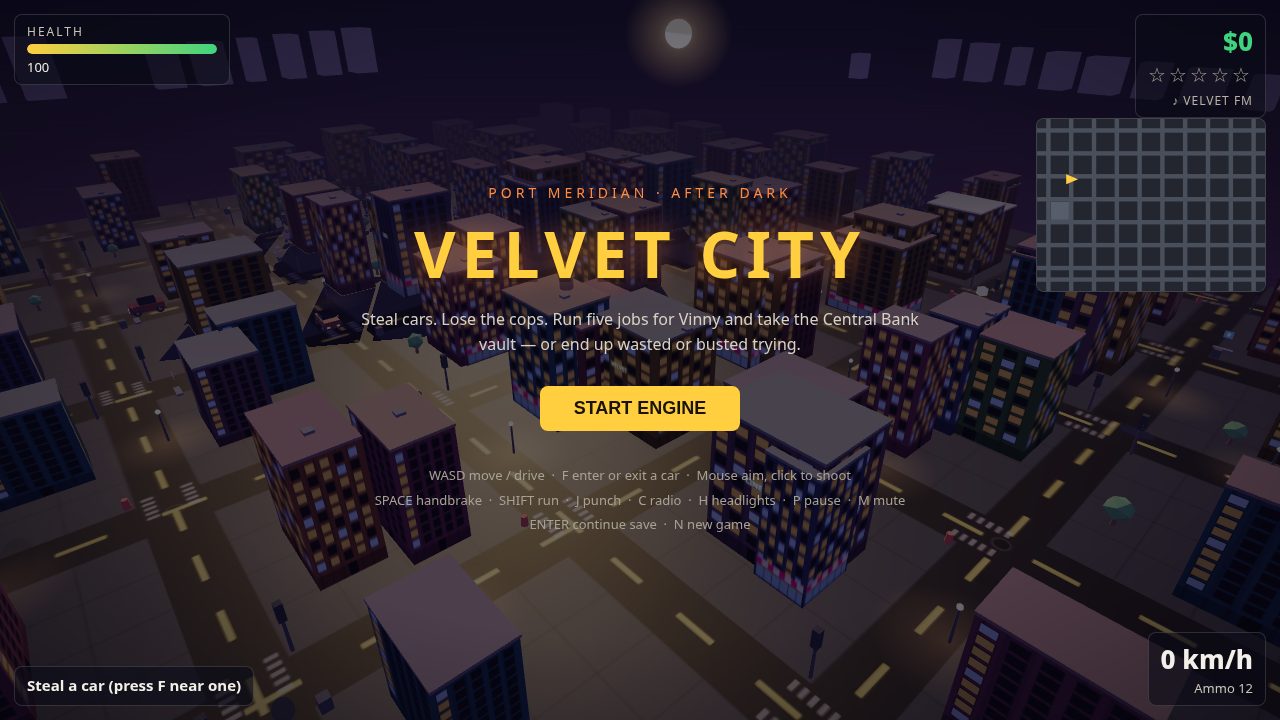 HEALTH
100
$0
☆☆☆☆☆
♪ VELVET FM
PORT MERIDIAN · AFTER DARK
VELVET CITY
Steal cars. Lose the cops. Run five jobs for Vinny and take the Central Bank
vault — or end up wasted or busted trying.
START ENGINE
WASD move / drive · F enter or exit a car · Mouse aim, click to shoot
SPACE handbrake · SHIFT run · J punch · C radio · H headlights · P pause · M mute
ENTER continue save · N new game
Steal a car (press F near one)
0 km/h
Ammo 12